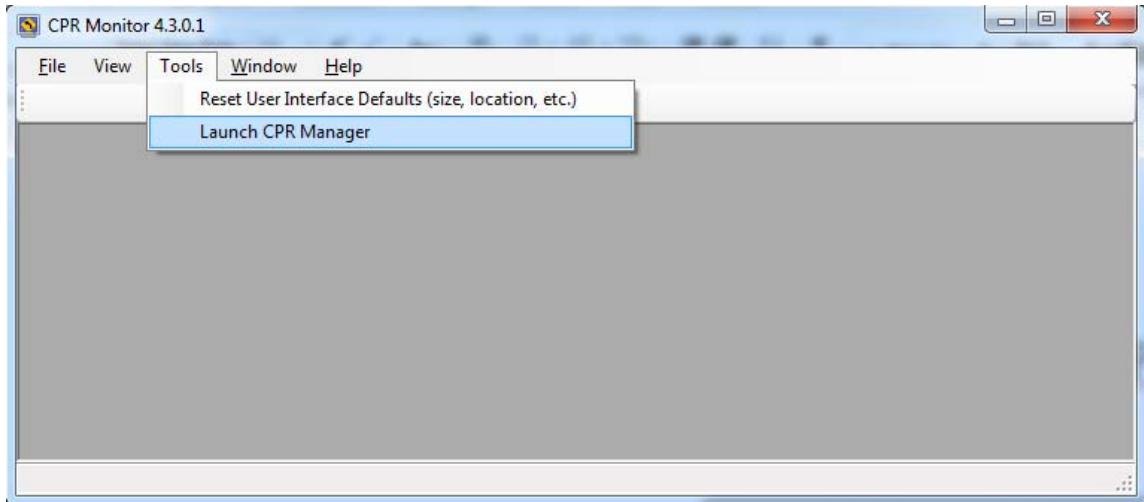 CPR Monitor 4.3.0.1
File View Tools Window Help
Reset User Interface Defaults (size, location, etc.)
Launch CPR Manager